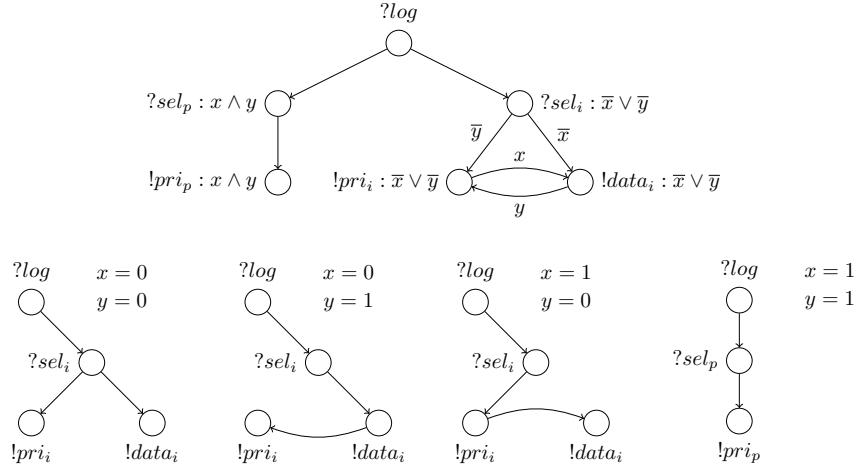 ?log
?sel_p : x ∧ y
?sel_i : x̅ ∨ y̅
y̅
x̅
x
!pri_p : x ∧ y
!pri_i : x̅ ∨ y̅
!data_i : x̅ ∨ y̅
y
?log x = 0
y = 0
?sel_i
!pri_i !data_i
?log x = 0
y = 1
?sel_i
!pri_i !data_i
?log x = 1
y = 0
?sel_i
!pri_i !data_i
?log x = 1
y = 1
?sel_p
!pri_p